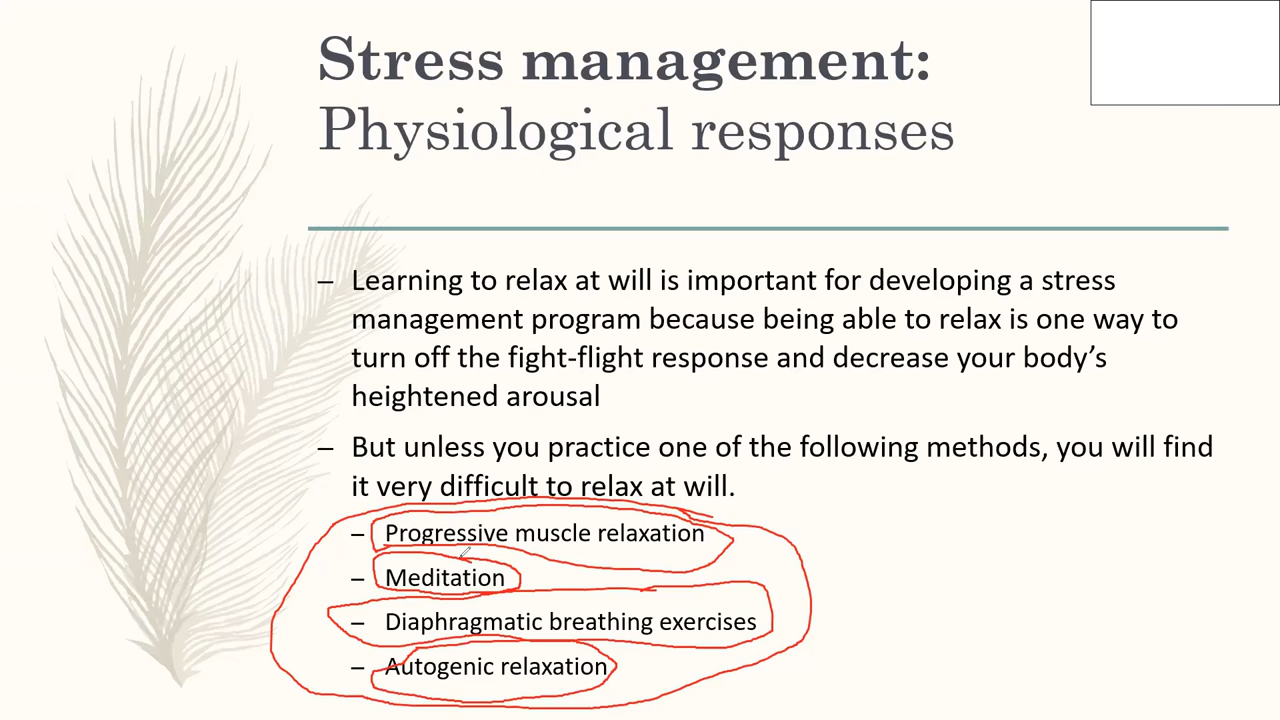 Stress management:
Physiological responses
– Learning to relax at will is important for developing a stress
management program because being able to relax is one way to
turn off the fight-flight response and decrease your body’s
heightened arousal
– But unless you practice one of the following methods, you will find
it very difficult to relax at will.
– Progressive muscle relaxation
– Meditation
– Diaphragmatic breathing exercises
– Autogenic relaxation